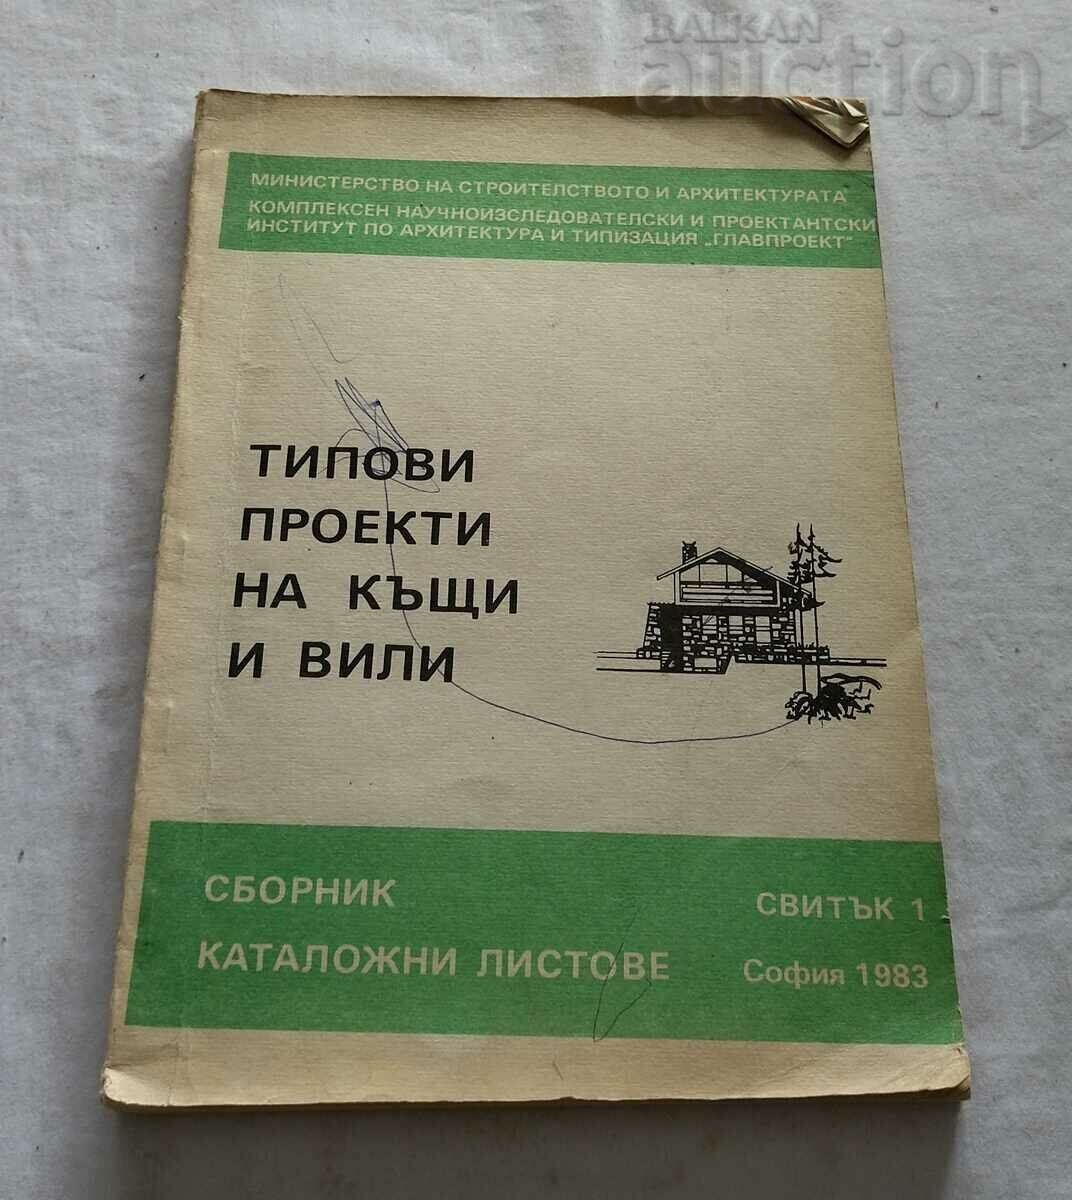 BALKAN
auction
МИНИСТЕРСТВО НА СТРОИТЕЛСТВОТО И АРХИТЕКТУРАТА
КОМПЛЕКСЕН НАУЧНОИЗСЛЕДОВАТЕЛСКИ И ПРОЕКТАНТСКИ
ИНСТИТУТ ПО АРХИТЕКТУРА И ТИПИЗАЦИЯ „ГЛАВПРОЕКТ“
ТИПОВИ
ПРОЕКТИ
НА КЪЩИ
И ВИЛИ
СБОРНИК
СВИТЪК 1
КАТАЛОЖНИ ЛИСТОВЕ
София 1983